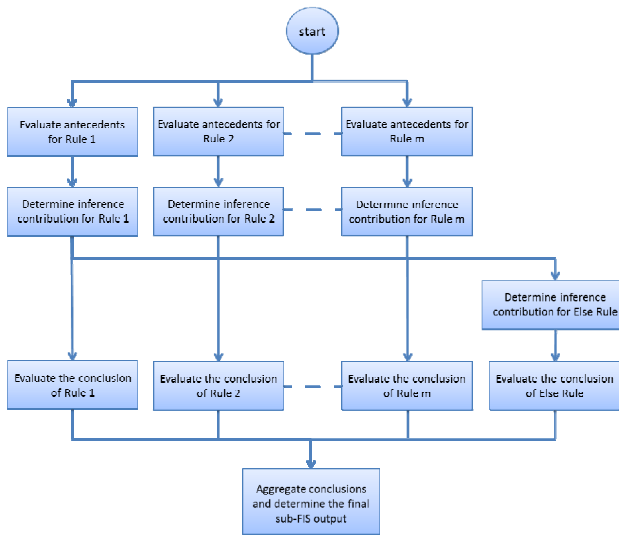 start
Evaluate antecedents
for Rule 1
Evaluate antecedents for
Rule 2
Evaluate antecedents for
Rule m
Determine inference
contribution for Rule 1
Determine inference
contribution for Rule 2
Determine inference
contribution for Rule m
Determine inference
contribution for Else Rule
Evaluate the conclusion
of Rule 1
Evaluate the conclusion
of Rule 2
Evaluate the conclusion
of Rule m
Evaluate the conclusion
of Else Rule
Aggregate conclusions
and determine the final
sub-FIS output